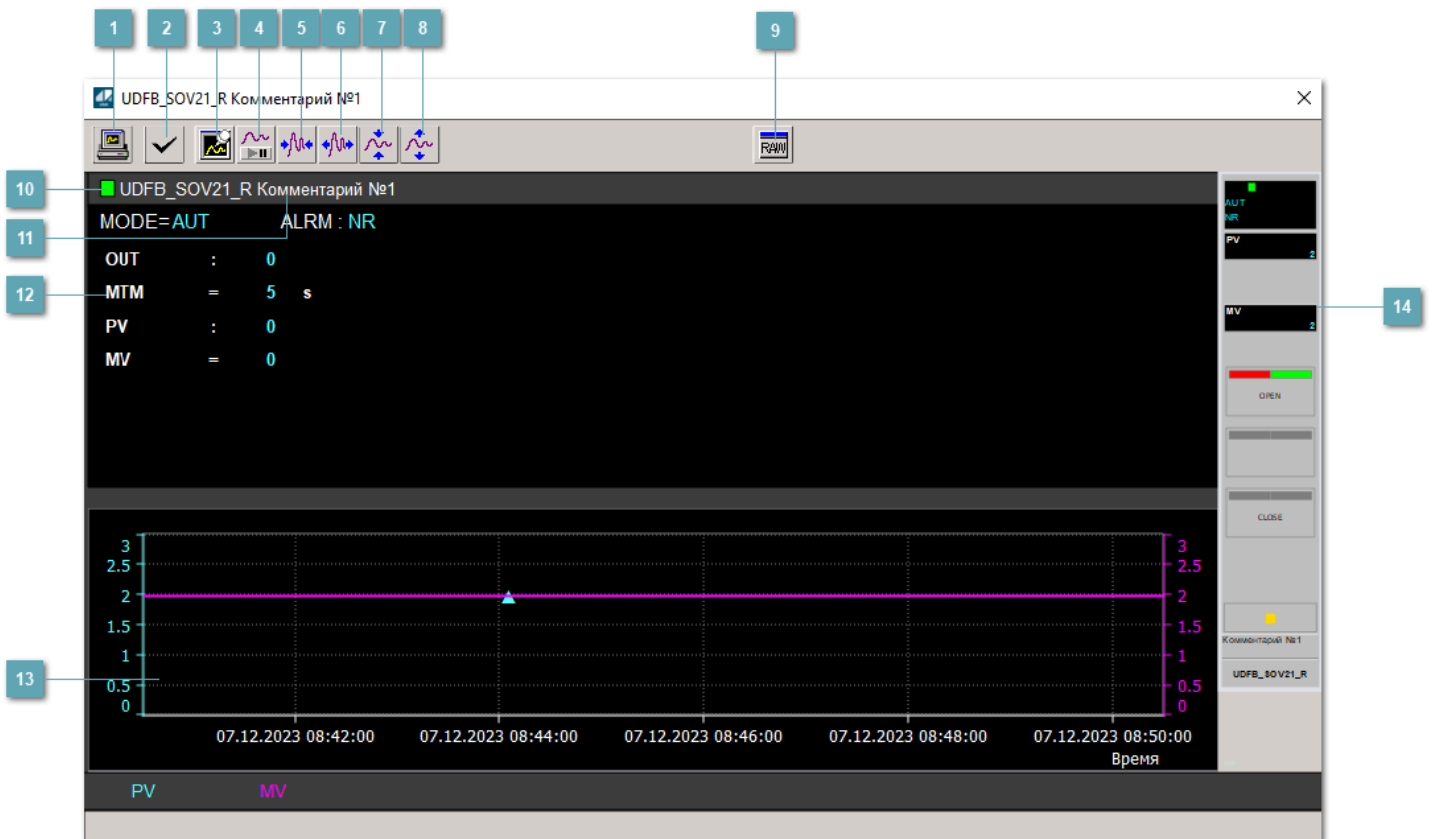 1 2 3 4 5 6 7 8 9
UDFB_SOV21_R Комментарий №1
RAW
10
UDFB_SOV21_R Комментарий №1
MODE=AUT ALRM : NR
11
OUT : 0
12
MTM = 5 s
PV : 0
MV = 0
AUT
NR
PV
2
MV
2
14
OPEN
CLOSE
Комментарий №1
UDFB_SOV21_R
13
3
2.5
2
1.5
1
0.5
0
3
2.5
2
1.5
1
0.5
0
07.12.2023 08:42:00 07.12.2023 08:44:00 07.12.2023 08:46:00 07.12.2023 08:48:00 07.12.2023 08:50:00
Время
PV MV